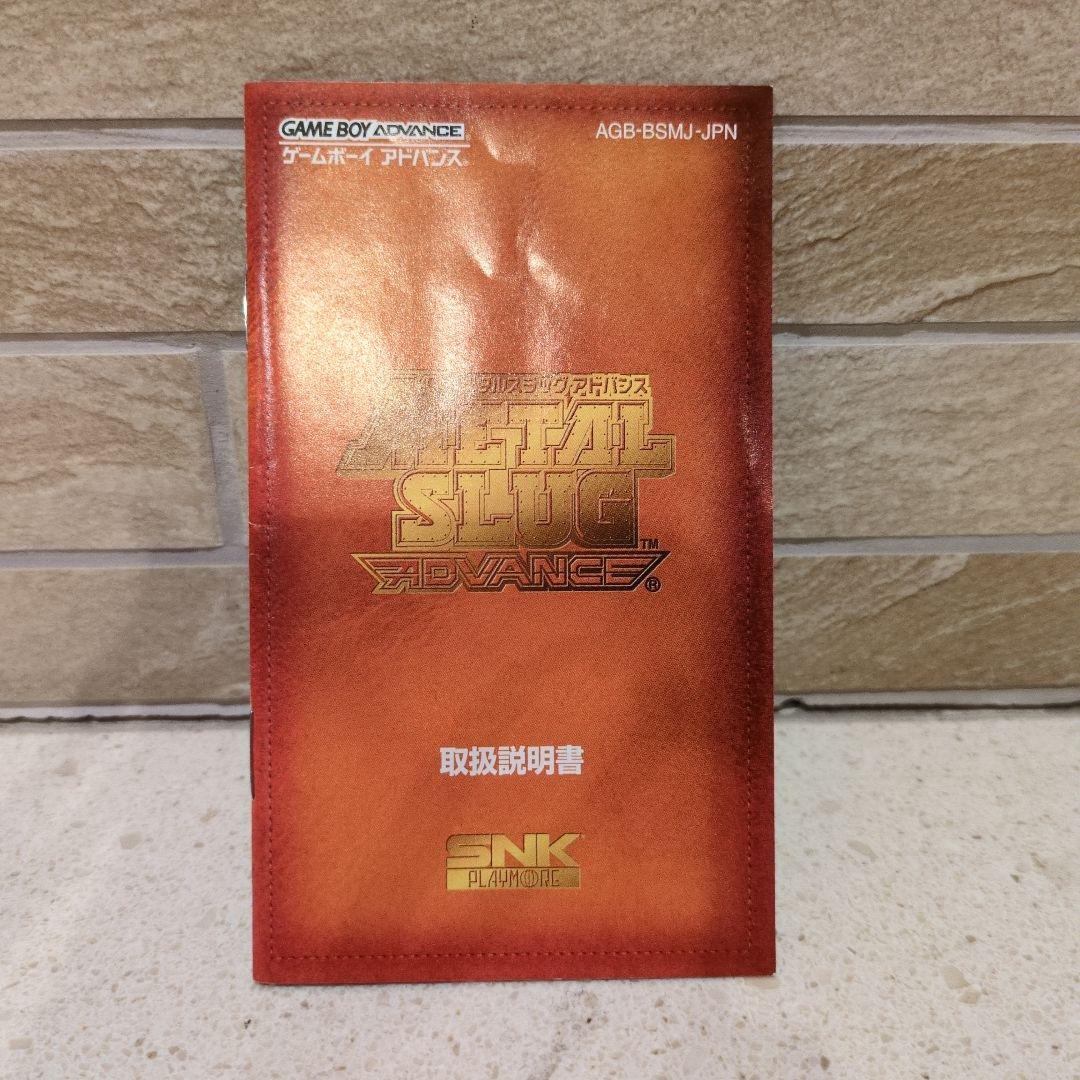 GAME BOY ADVANCE
AGB-BSMJ-JPN
ゲームボーイ アドバンス
メタルスラッグ アドバンス
METAL
SLUG™
ADVANCE®
取扱説明書
SNK
PLAYMORE